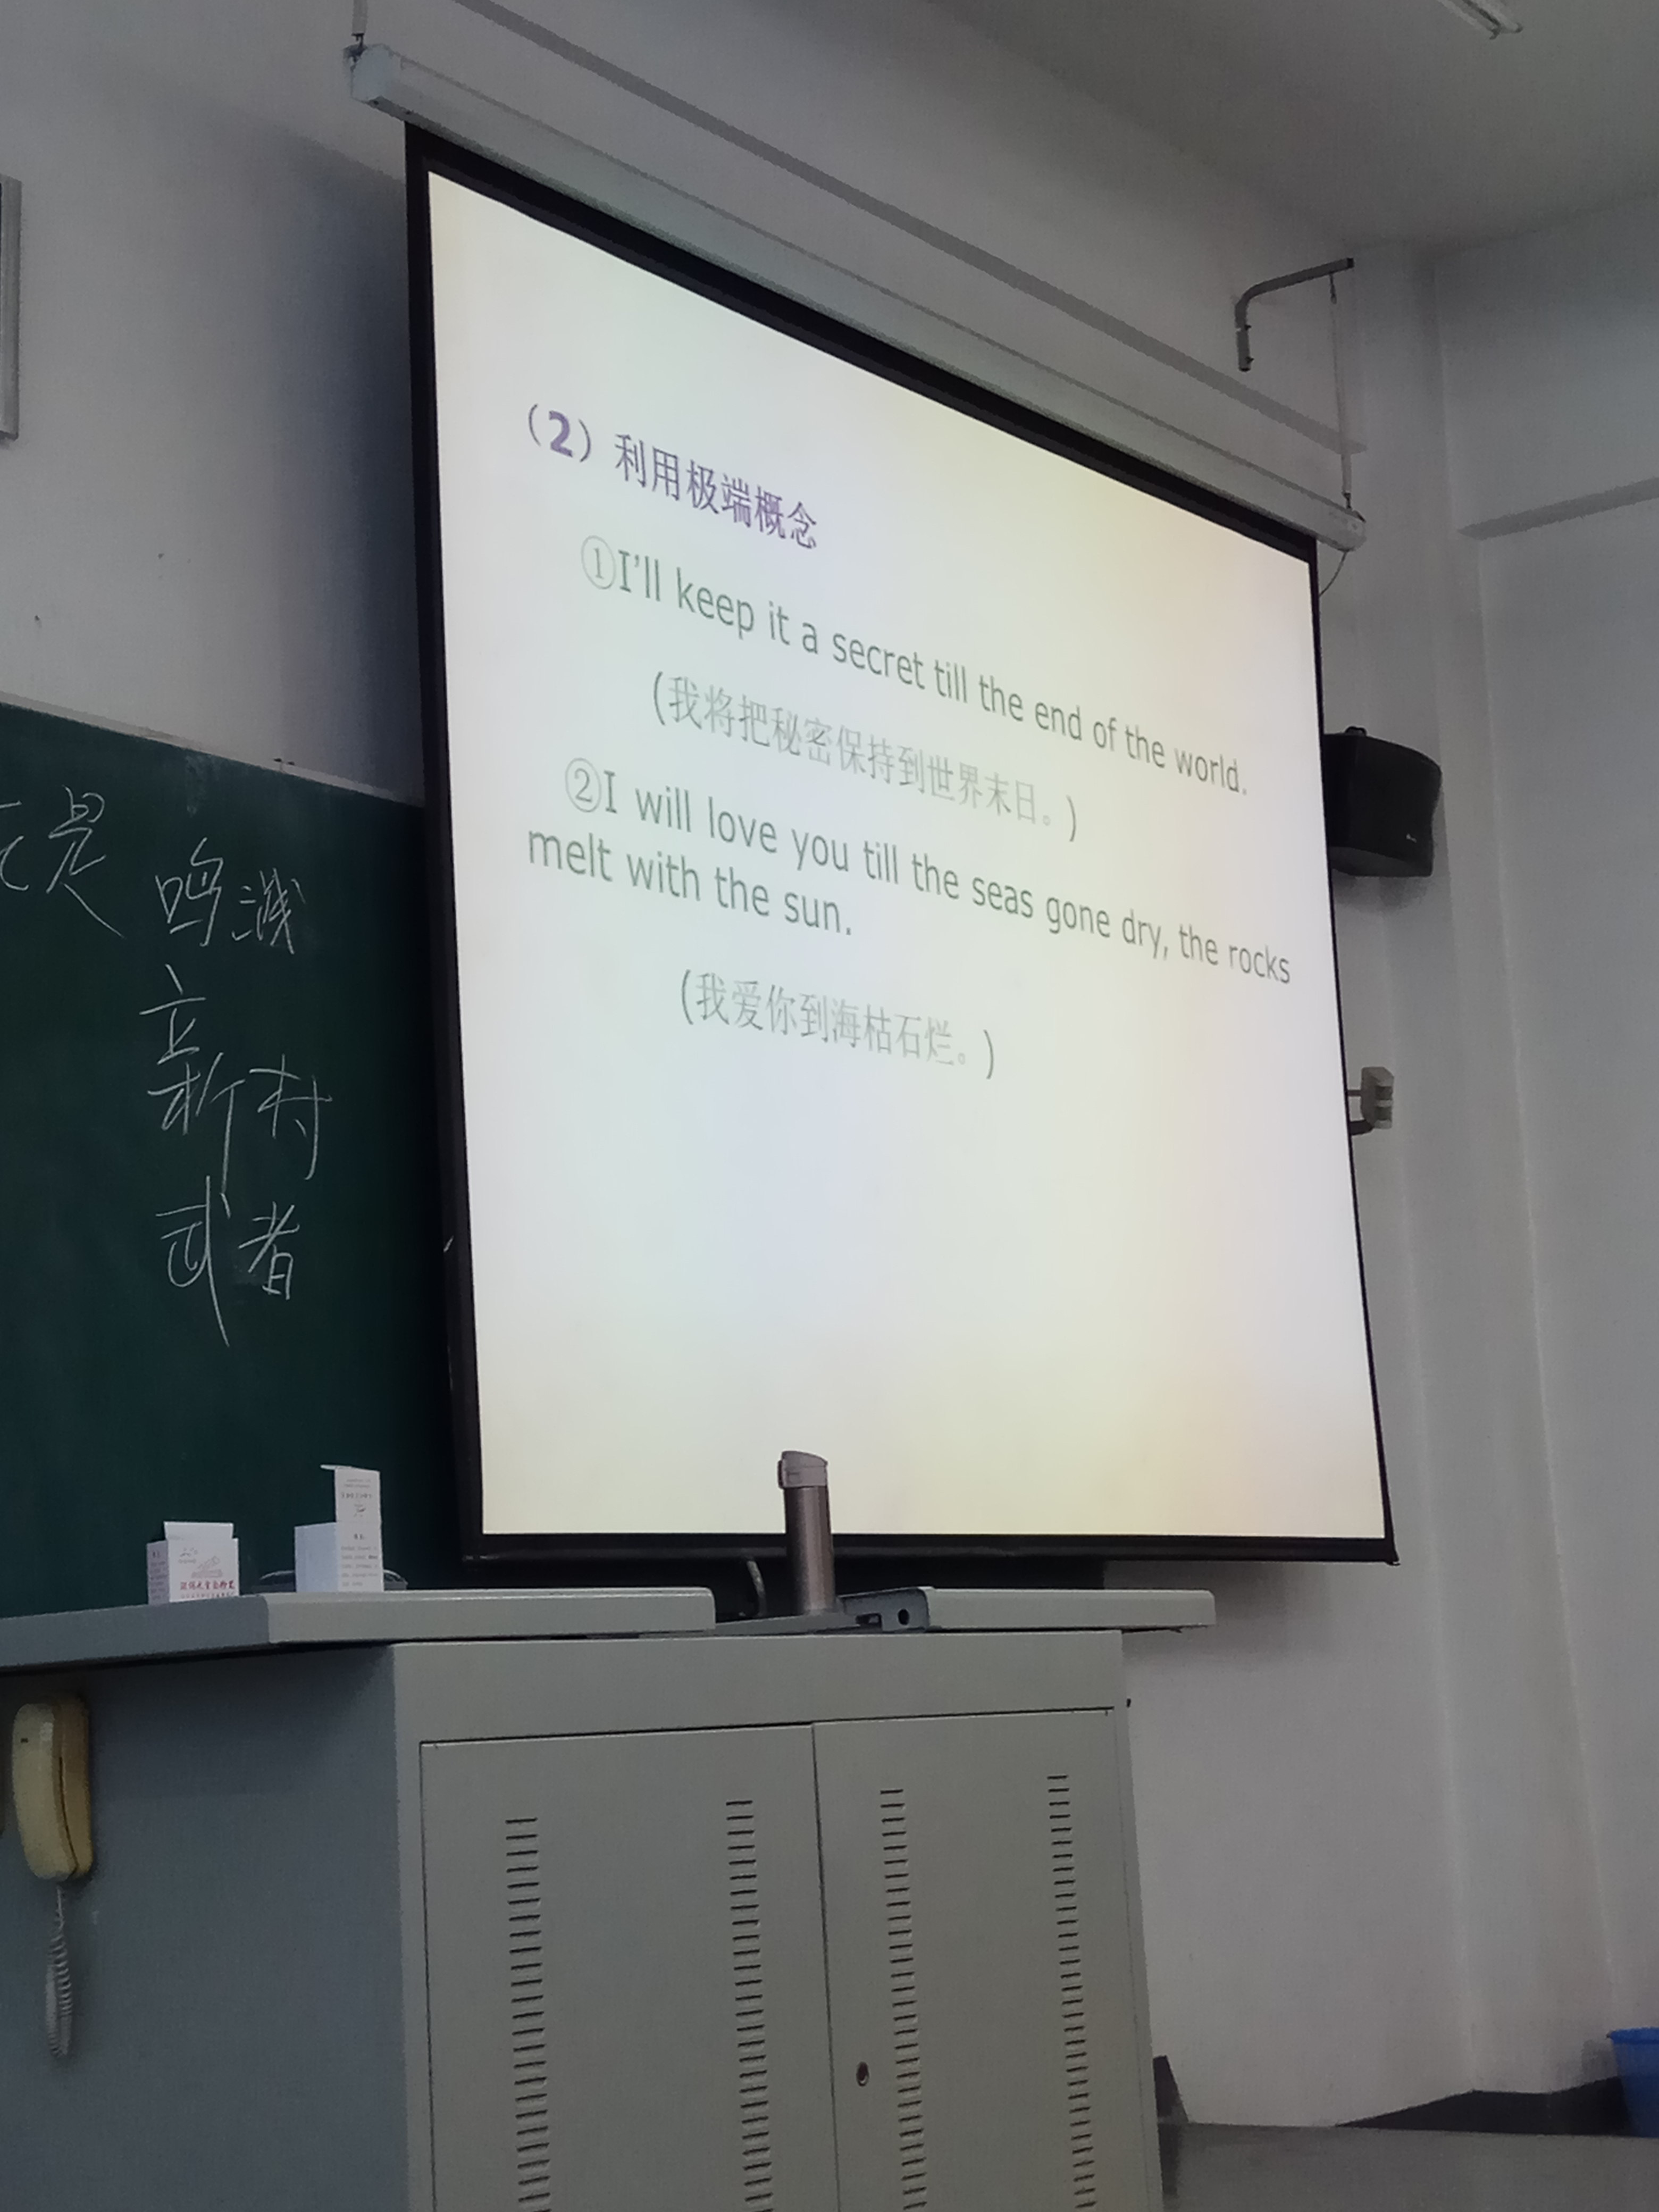 （2）利用极端概念
①I'll keep it a secret till the end of the world.
(我将把秘密保持到世界末日。)
②I will love you till the seas gone dry, the rocks
melt with the sun.
(我爱你到海枯石烂。)
鸣溅
立
新村
武者